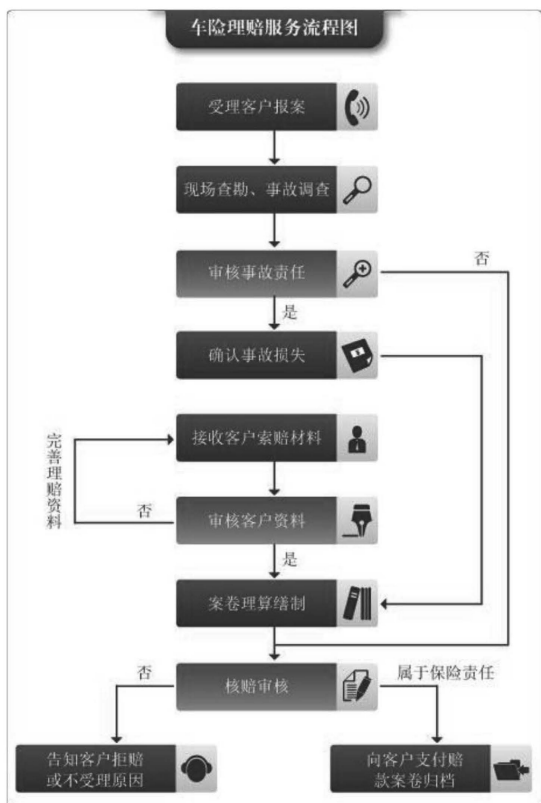 车险理赔服务流程图
受理客户报案
现场查勘、事故调查
审核事故责任
否
是
确认事故损失
接收客户索赔材料
完善理赔资料
否
审核客户资料
是
案卷理算缮制
否
核赔审核
属于保险责任
告知客户拒赔
或不受理原因
向客户支付赔
款案卷归档